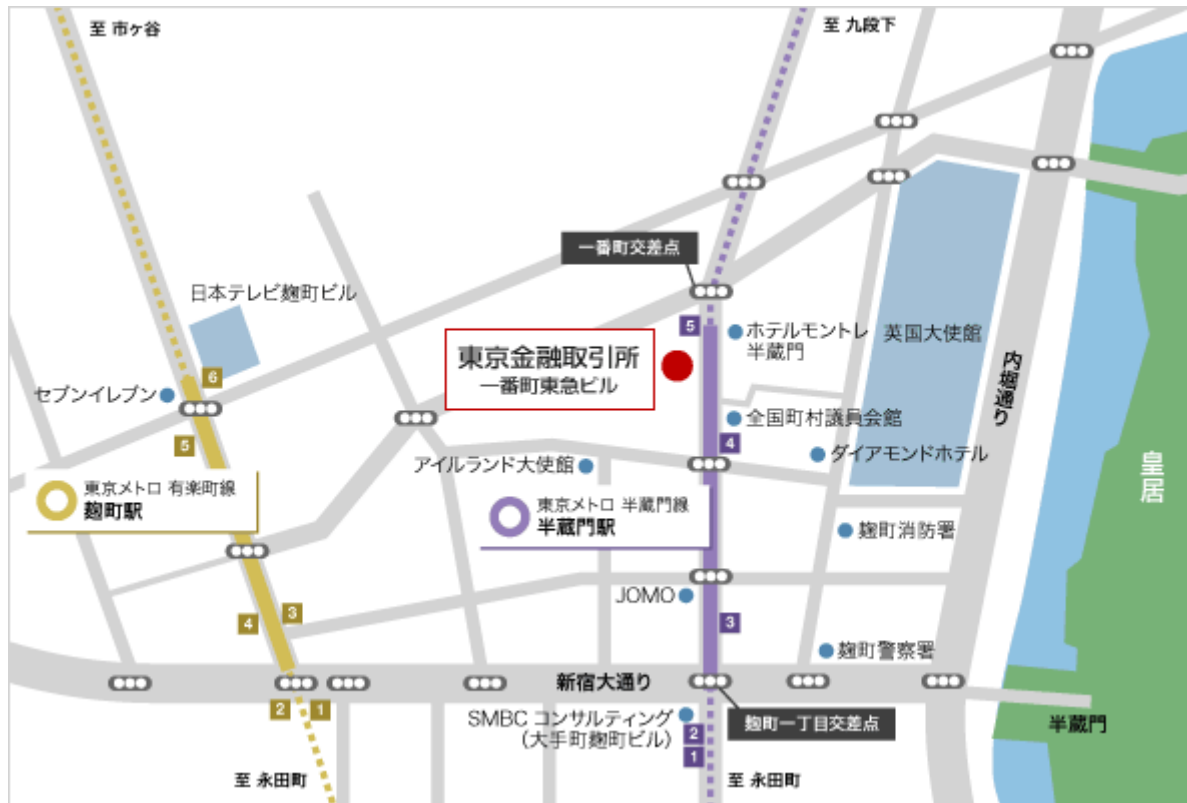 至 市ヶ谷
至 九段下
一番町交差点
日本テレビ麹町ビル
5
ホテルモントレ
半蔵門
英国大使館
内堀通り
東京金融取引所
一番町東急ビル
6
セブンイレブン
5
全国町村議員会館
4
アイルランド大使館
ダイアモンドホテル
皇居
東京メトロ 有楽町線
麹町駅
東京メトロ 半蔵門線
半蔵門駅
麹町消防署
JOMO
3
4
3
麹町警察署
新宿大通り
2
1
SMBC コンサルティング
(大手町麹町ビル)
2
1
麹町一丁目交差点
半蔵門
至 永田町
至 永田町